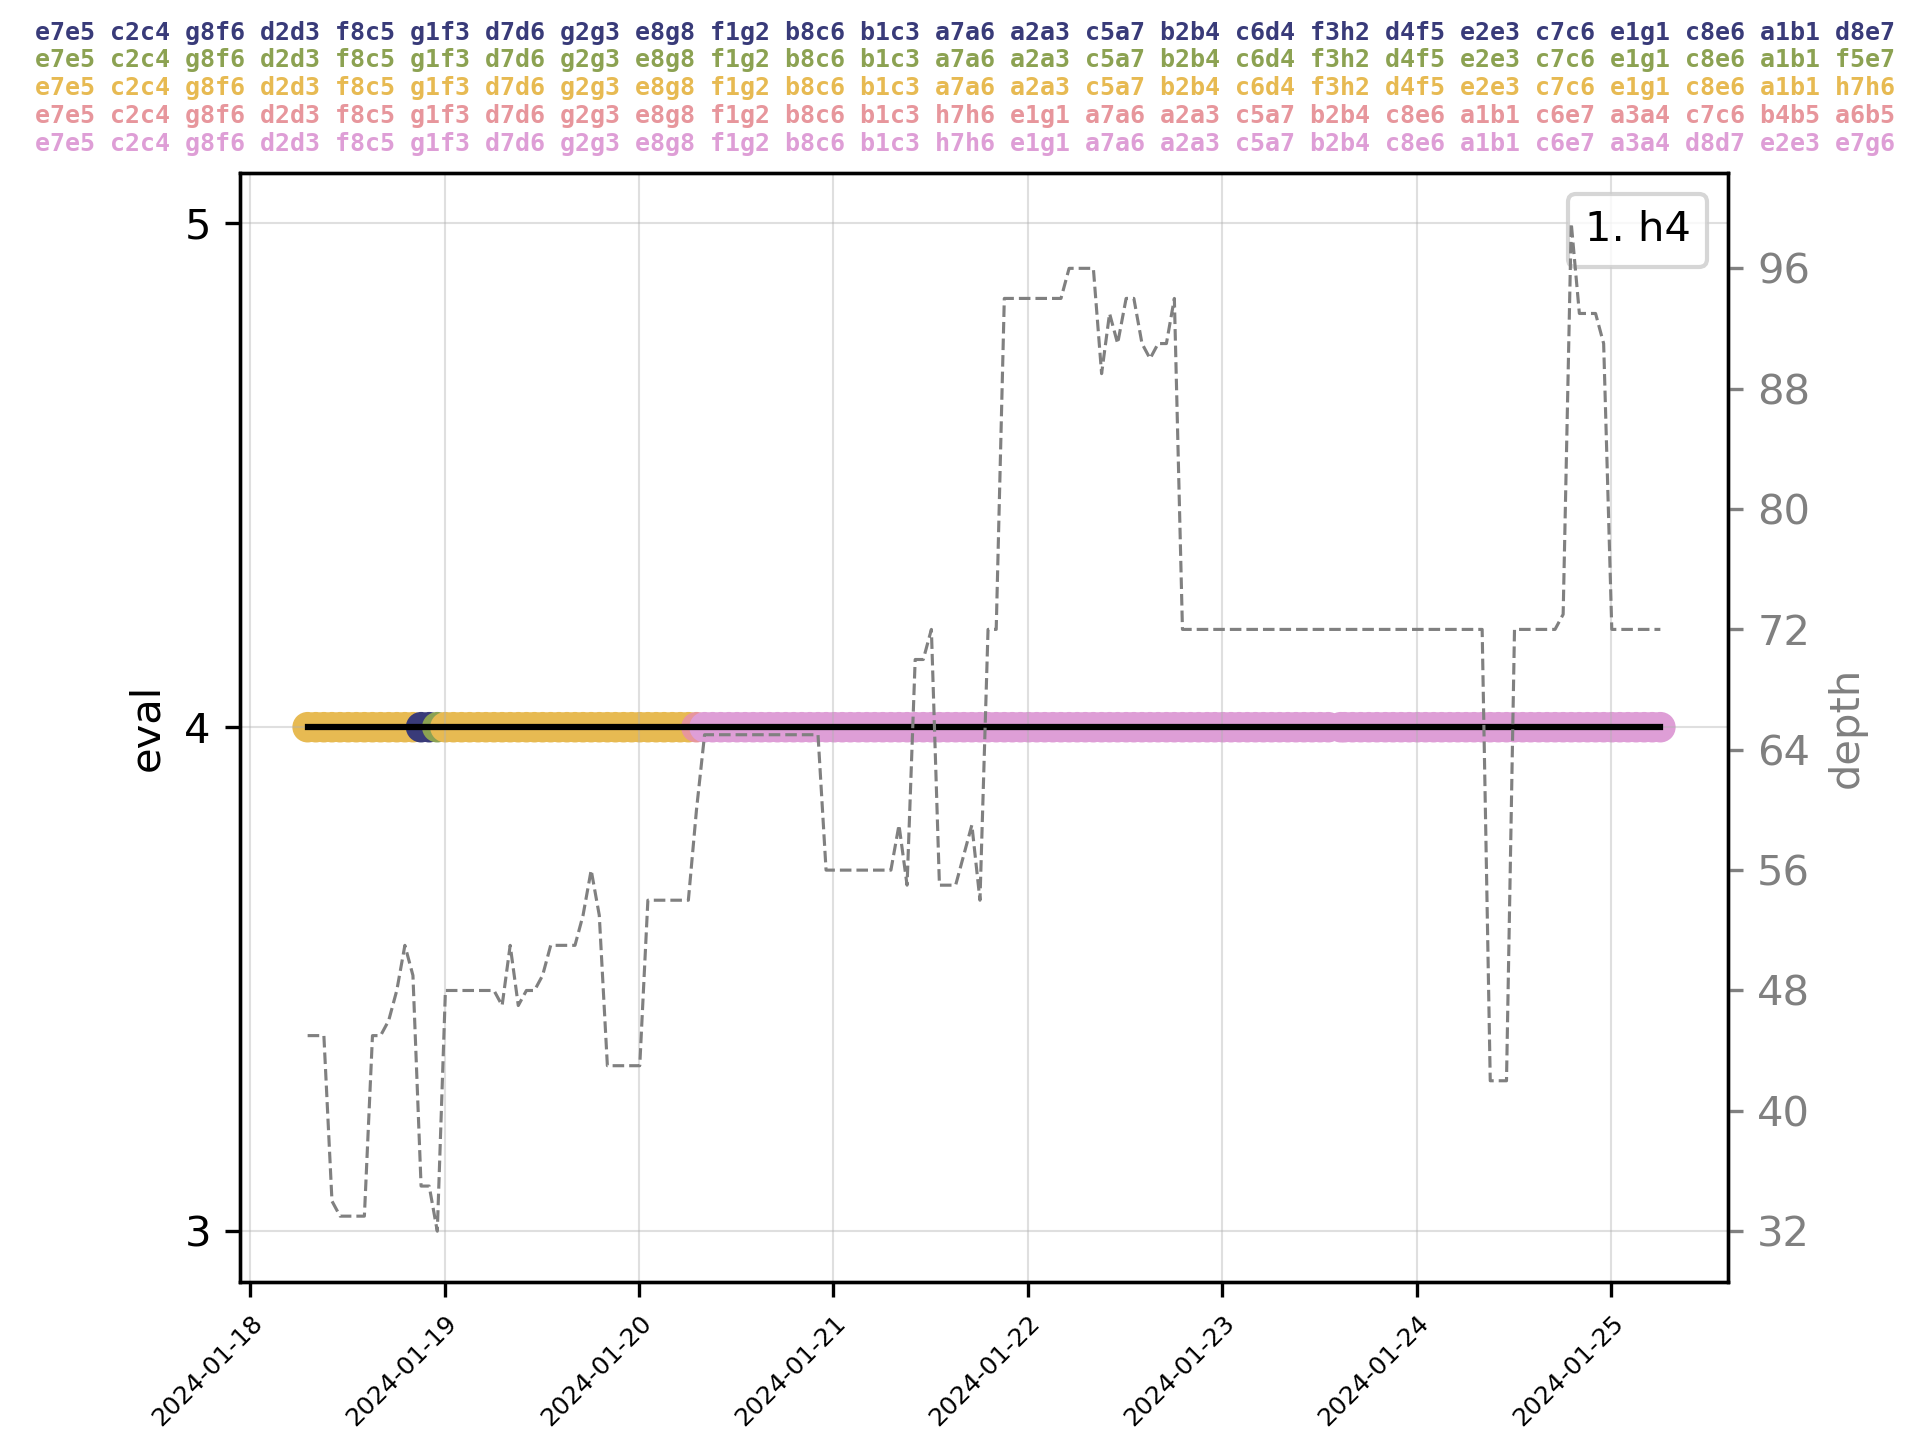 e7e5 c2c4 g8f6 d2d3 f8c5 g1f3 d7d6 g2g3 e8g8 f1g2 b8c6 b1c3 a7a6 a2a3 c5a7 b2b4 c6d4 f3h2 d4f5 e2e3 c7c6 e1g1 c8e6 a1b1 d8e7
e7e5 c2c4 g8f6 d2d3 f8c5 g1f3 d7d6 g2g3 e8g8 f1g2 b8c6 b1c3 a7a6 a2a3 c5a7 b2b4 c6d4 f3h2 d4f5 e2e3 c7c6 e1g1 c8e6 a1b1 f5e7
e7e5 c2c4 g8f6 d2d3 f8c5 g1f3 d7d6 g2g3 e8g8 f1g2 b8c6 b1c3 a7a6 a2a3 c5a7 b2b4 c6d4 f3h2 d4f5 e2e3 c7c6 e1g1 c8e6 a1b1 h7h6
e7e5 c2c4 g8f6 d2d3 f8c5 g1f3 d7d6 g2g3 e8g8 f1g2 b8c6 b1c3 h7h6 e1g1 a7a6 a2a3 c5a7 b2b4 c8e6 a1b1 c6e7 a3a4 c7c6 b4b5 a6b5
e7e5 c2c4 g8f6 d2d3 f8c5 g1f3 d7d6 g2g3 e8g8 f1g2 b8c6 b1c3 h7h6 e1g1 a7a6 a2a3 c5a7 b2b4 c8e6 a1b1 c6e7 a3a4 d8d7 e2e3 e7g6
1. h4
5
4
3
eval
96
88
80
72
64
56
48
40
32
depth
2024-01-18
2024-01-19
2024-01-20
2024-01-21
2024-01-22
2024-01-23
2024-01-24
2024-01-25